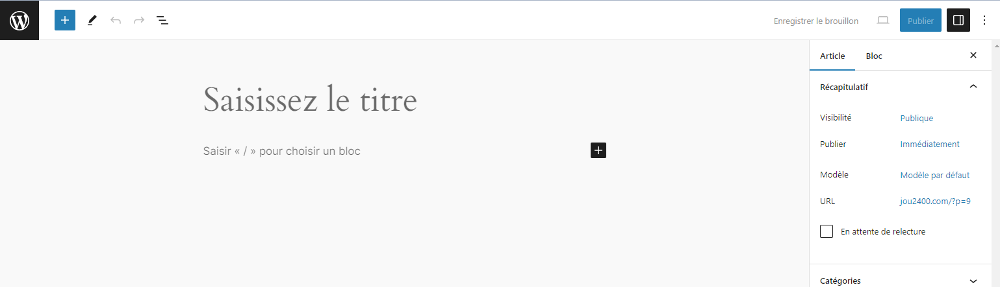 Enregistrer le brouillon
Publier
Article
Bloc
Récapitulatif
Saisissez le titre
Visibilité
Publique
Publier
Immédiatement
Saisir « / » pour choisir un bloc
Modèle
Modèle par défaut
URL
jou2400.com/?p=9
En attente de relecture
Catégories